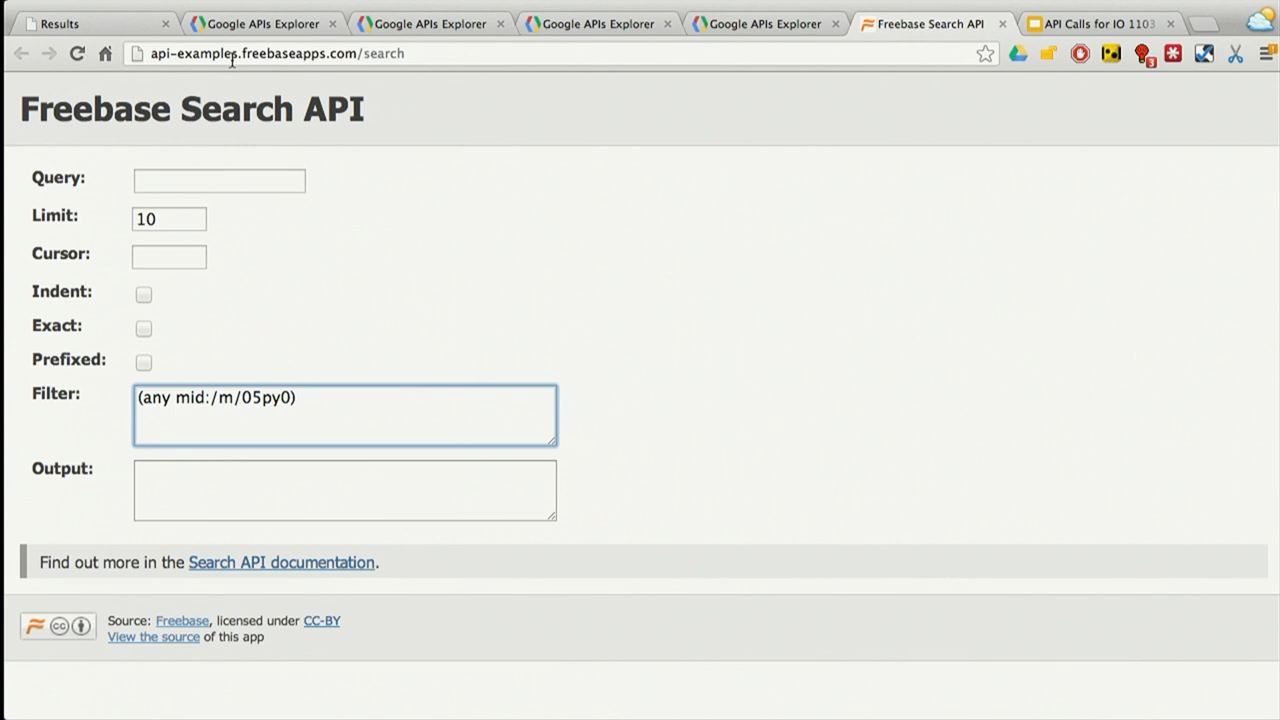 Results
Google APIs Explorer
Google APIs Explorer
Google APIs Explorer
Google APIs Explorer
Freebase Search API
API Calls for IO 1103
api-examples.freebaseapps.com/search
3
Freebase Search API
Query:
Limit: 10
Cursor:
Indent:
Exact:
Prefixed:
Filter: (any mid:/m/05py0)
Output:
Find out more in the Search API documentation.
cc
Source: Freebase, licensed under CC-BY
View the source of this app